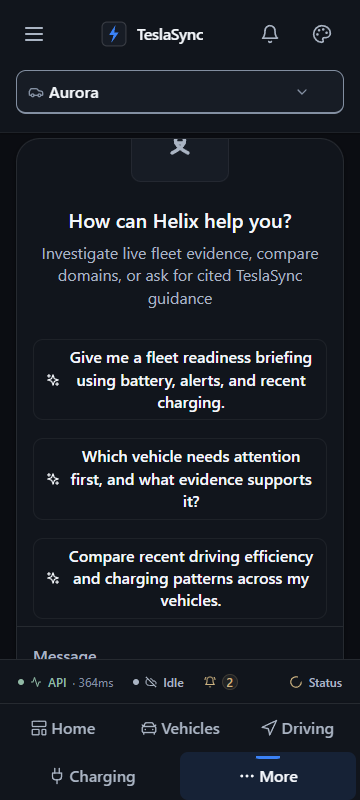 TeslaSync
Aurora
How can Helix help you?
Investigate live fleet evidence, compare
domains, or ask for cited TeslaSync
guidance
Give me a fleet readiness briefing
using battery, alerts, and recent
charging.
Which vehicle needs attention
first, and what evidence supports
it?
Compare recent driving efficiency
and charging patterns across my
vehicles.
Message
API · 364ms Idle 2 Status
Home Vehicles Driving
Charging More